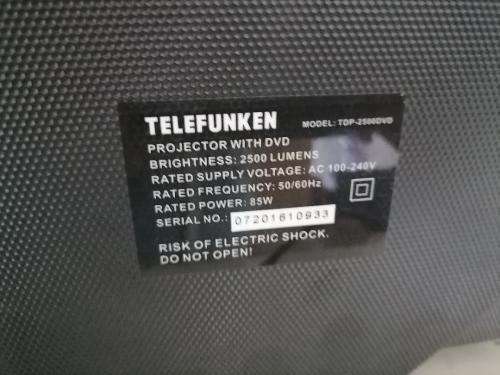 TELEFUNKEN MODEL: TDP-2500DVD
PROJECTOR WITH DVD
BRIGHTNESS: 2500 LUMENS
RATED SUPPLY VOLTAGE: AC 100-240V
RATED FREQUENCY: 50/60Hz
RATED POWER: 85W
SERIAL NO.: 07201610933
RISK OF ELECTRIC SHOCK.
DO NOT OPEN!